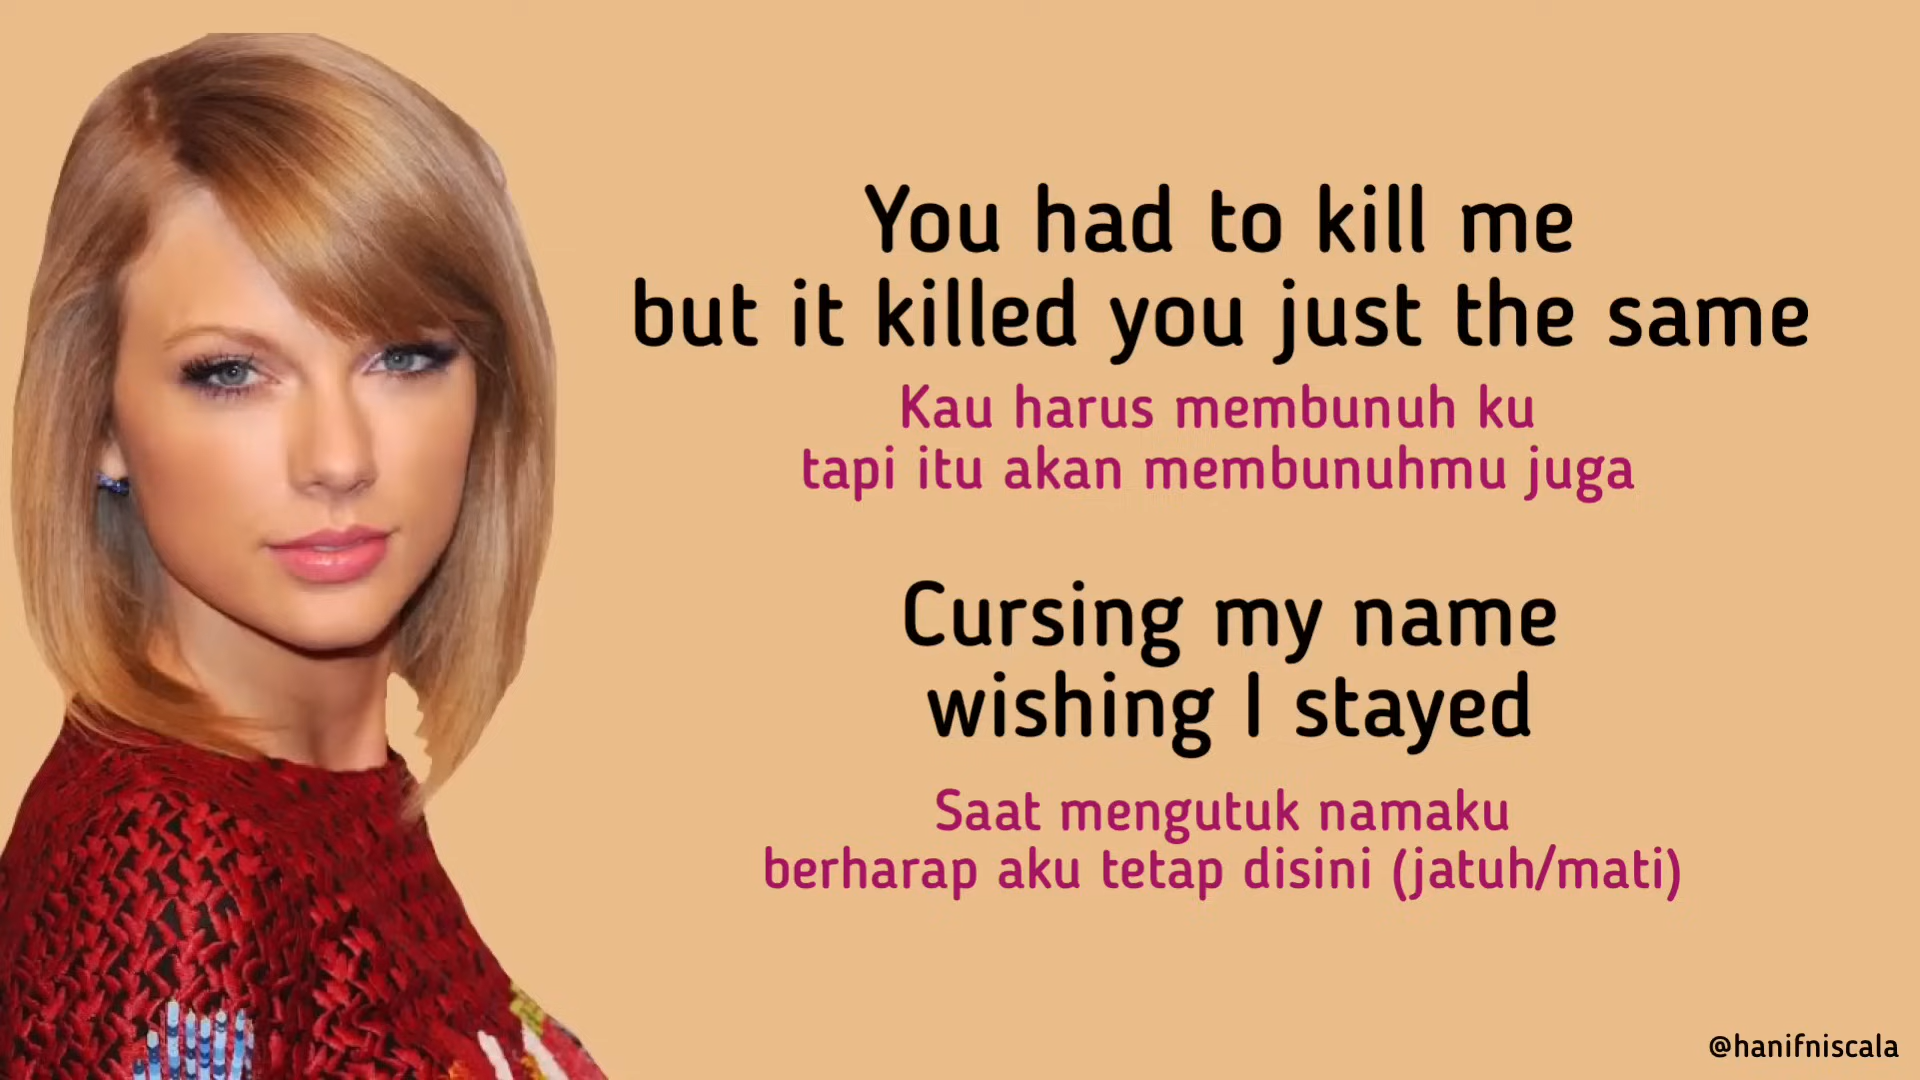 You had to kill me
but it killed you just the same
Kau harus membunuh ku
tapi itu akan membunuhmu juga
Cursing my name
wishing I stayed
Saat mengutuk namaku
berharap aku tetap disini (jatuh/mati)
@hanifniscala